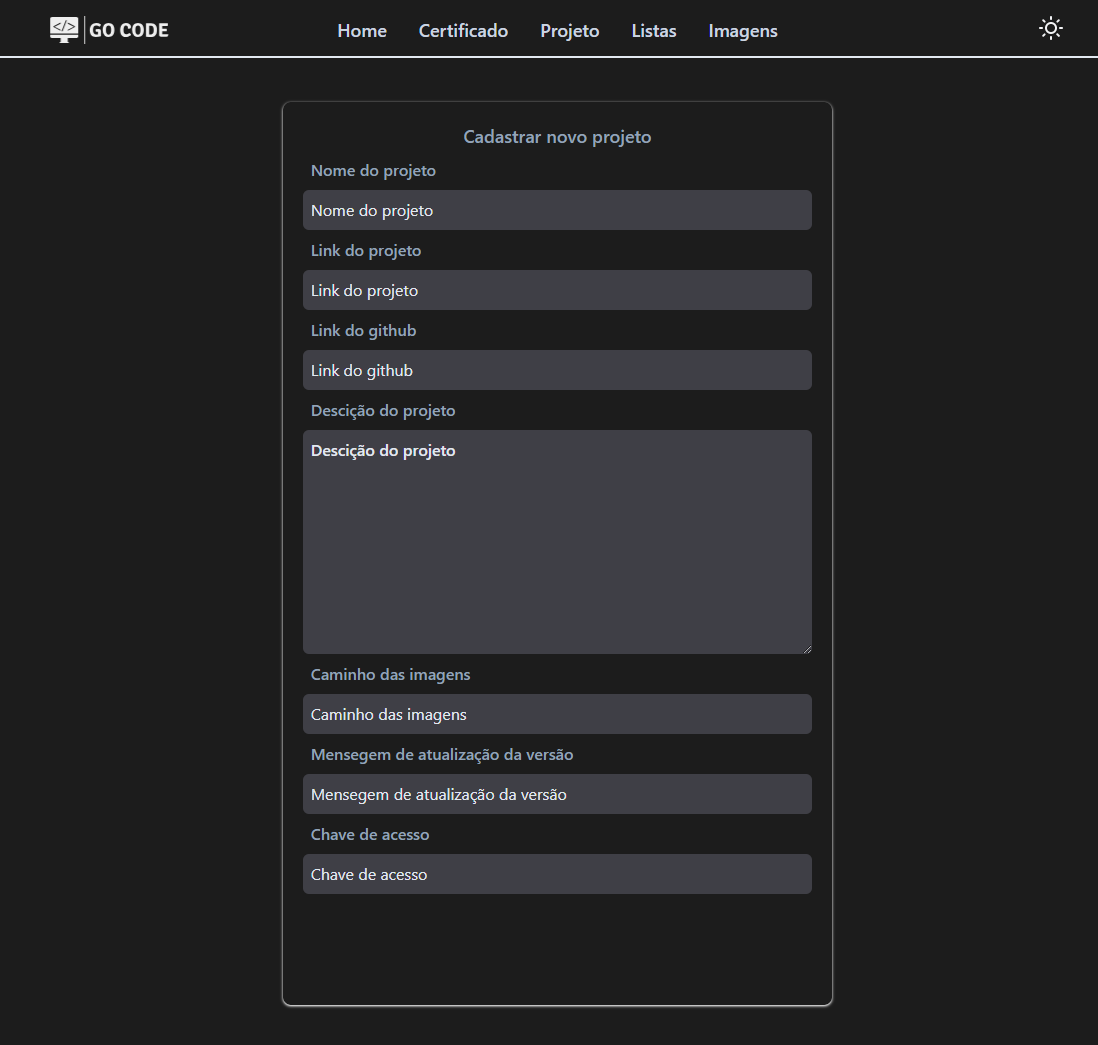 </> GO CODE Home Certificado Projeto Listas Imagens
Cadastrar novo projeto
Nome do projeto
Nome do projeto
Link do projeto
Link do projeto
Link do github
Link do github
Descição do projeto
Descição do projeto
Caminho das imagens
Caminho das imagens
Mensegem de atualização da versão
Mensegem de atualização da versão
Chave de acesso
Chave de acesso